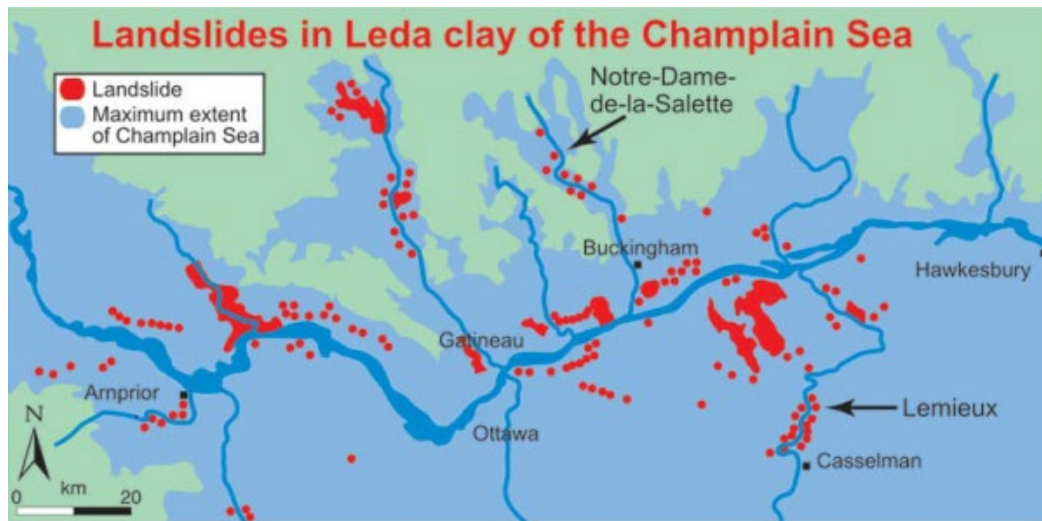 Landslides in Leda clay of the Champlain Sea
Landslide
Maximum extent
of Champlain Sea
Notre-Dame-
de-la-Salette
Buckingham
Hawkesbury
Gatineau
Arnprior
Lemieux
Ottawa
Casselman
N
km
0 20